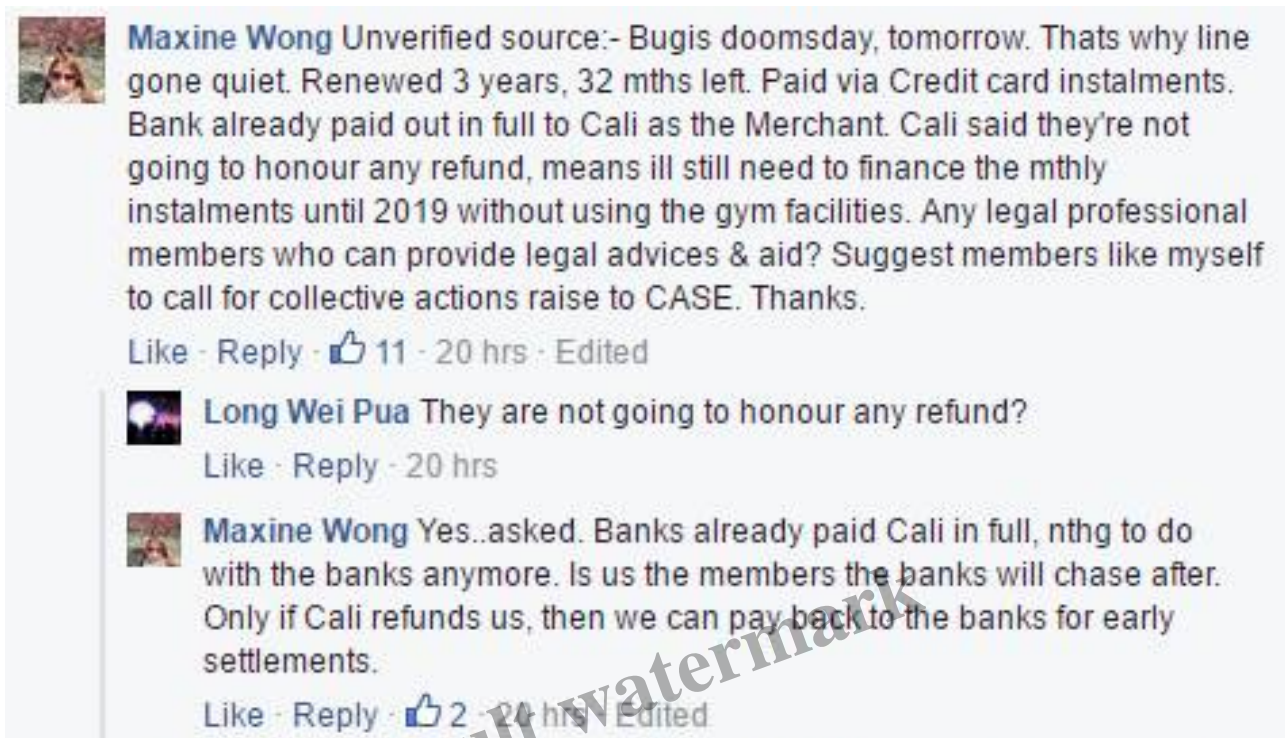 Maxine Wong Unverified source:- Bugis doomsday, tomorrow. Thats why line
gone quiet. Renewed 3 years, 32 mths left. Paid via Credit card instalments.
Bank already paid out in full to Cali as the Merchant. Cali said they're not
going to honour any refund, means ill still need to finance the mthly
instalments until 2019 without using the gym facilities. Any legal professional
members who can provide legal advices & aid? Suggest members like myself
to call for collective actions raise to CASE. Thanks.
Like · Reply · 11 · 20 hrs · Edited
Long Wei Pua They are not going to honour any refund?
Like · Reply · 20 hrs
Maxine Wong Yes..asked. Banks already paid Cali in full, nthg to do
with the banks anymore. Is us the members the banks will chase after.
Only if Cali refunds us, then we can pay back to the banks for early
settlements.
Like · Reply · 2 · 20 hrs · Edited
watermark